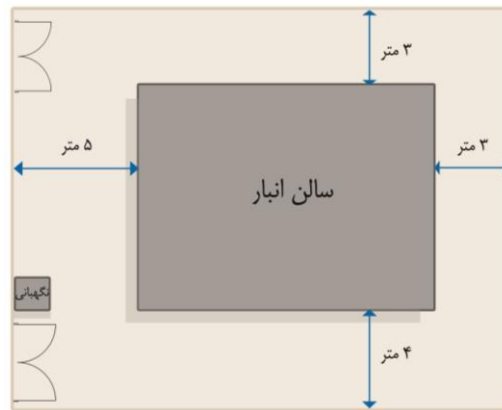 ۳ متر
۵ متر
۳ متر
سالن انبار
نگهبانی
۴ متر